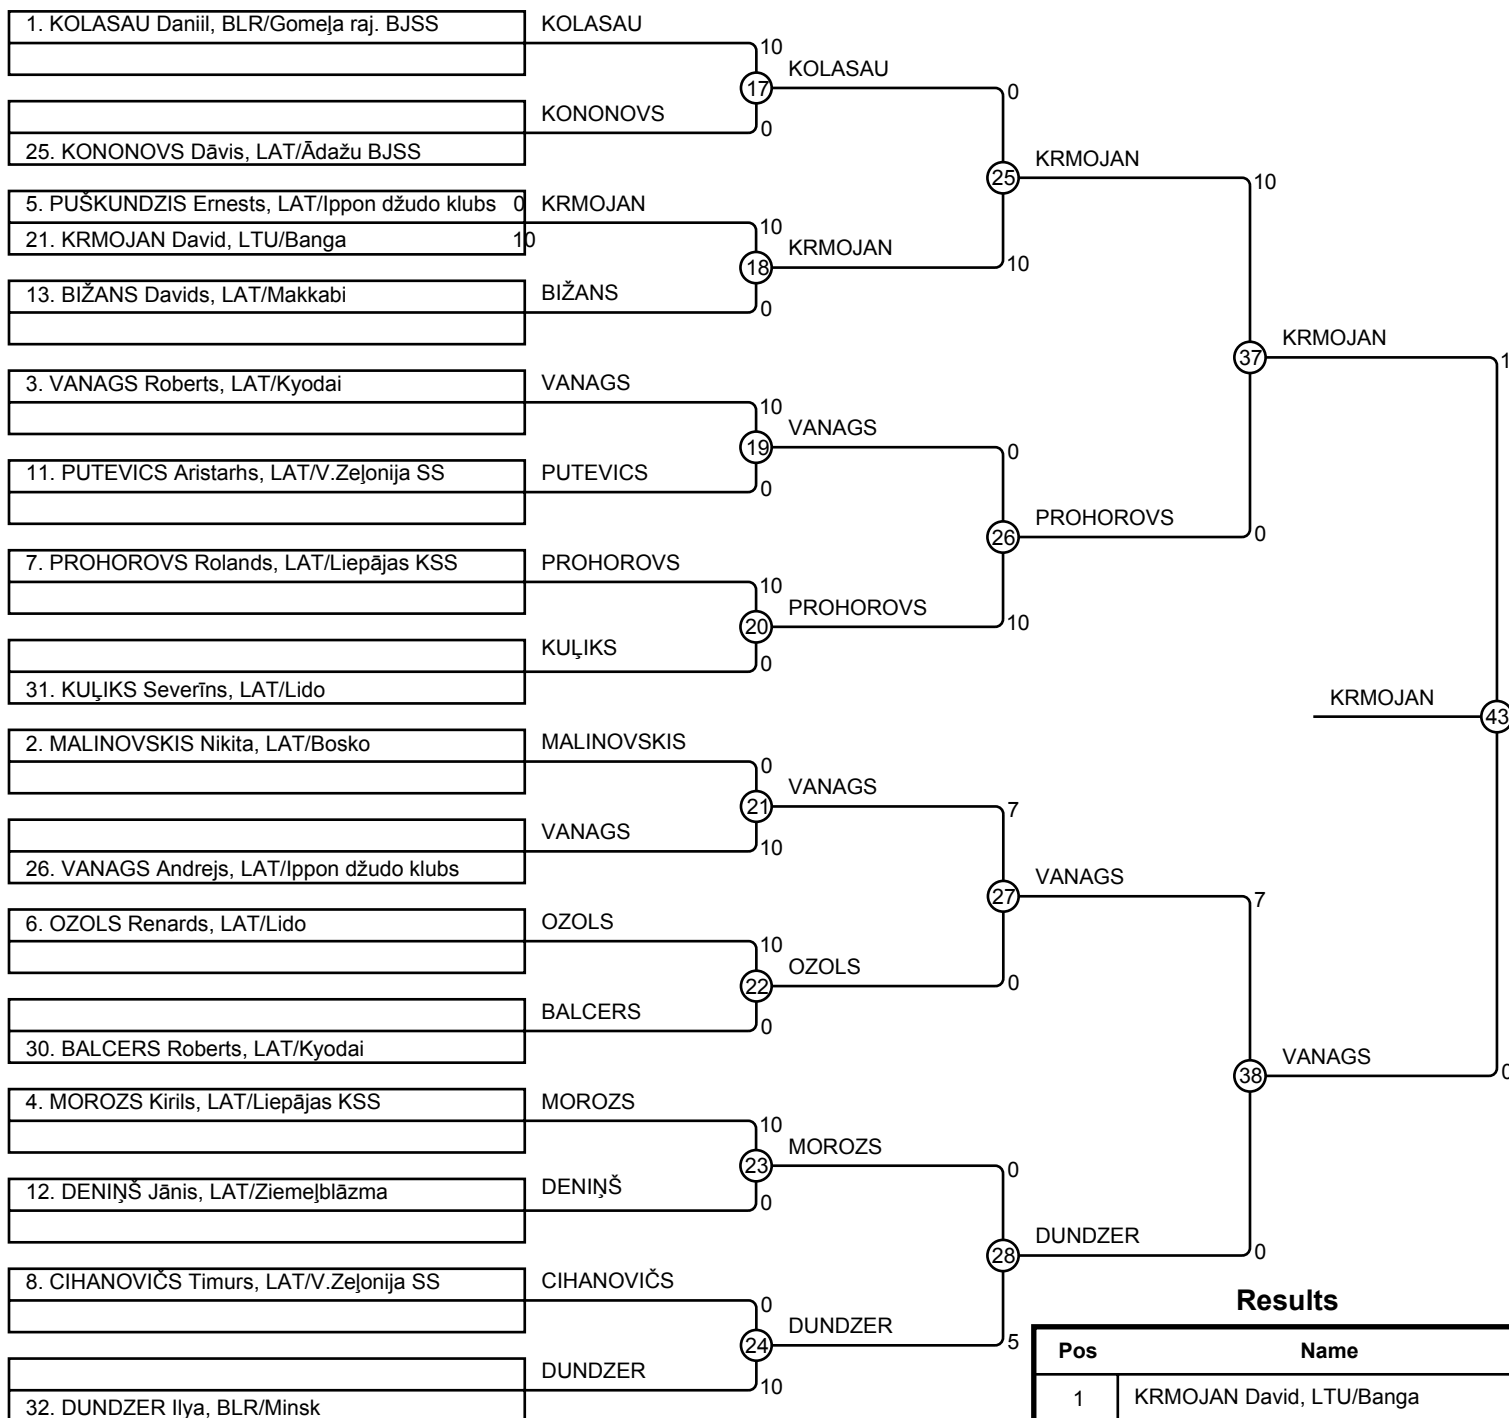 1. KOLASAU Daniil, BLR/Gomeļa raj. BJSS
KOLASAU
10
KOLASAU
17
0
KONONOVS
0
25. KONONOVS Dāvis, LAT/Ādažu BJSS
KRMOJAN
25
10
5. PUŠKUNDZIS Ernests, LAT/Ippon džudo klubs 0
KRMOJAN
10
21. KRMOJAN David, LTU/Banga 10
KRMOJAN
18
10
13. BIŽANS Davids, LAT/Makkabi
BIŽANS
0
KRMOJAN
37
1
3. VANAGS Roberts, LAT/Kyodai
VANAGS
10
VANAGS
19
0
11. PUTEVICS Aristarhs, LAT/V.Zeļonija SS
PUTEVICS
0
PROHOROVS
26
0
7. PROHOROVS Rolands, LAT/Liepājas KSS
PROHOROVS
10
PROHOROVS
20
10
KUĻIKS
0
31. KUĻIKS Severīns, LAT/Lido
KRMOJAN
43
2. MALINOVSKIS Nikita, LAT/Bosko
MALINOVSKIS
0
VANAGS
21
7
VANAGS
10
26. VANAGS Andrejs, LAT/Ippon džudo klubs
VANAGS
27
7
6. OZOLS Renards, LAT/Lido
OZOLS
10
OZOLS
22
0
BALCERS
0
30. BALCERS Roberts, LAT/Kyodai
VANAGS
38
0
4. MOROZS Kirils, LAT/Liepājas KSS
MOROZS
10
MOROZS
23
0
12. DENIŅŠ Jānis, LAT/Ziemeļblāzma
DENIŅŠ
0
DUNDZER
28
0
8. CIHANOVIČS Timurs, LAT/V.Zeļonija SS
CIHANOVIČS
0
DUNDZER
24
5
DUNDZER
10
32. DUNDZER Ilya, BLR/Minsk
Results
Pos Name
1 KRMOJAN David, LTU/Banga